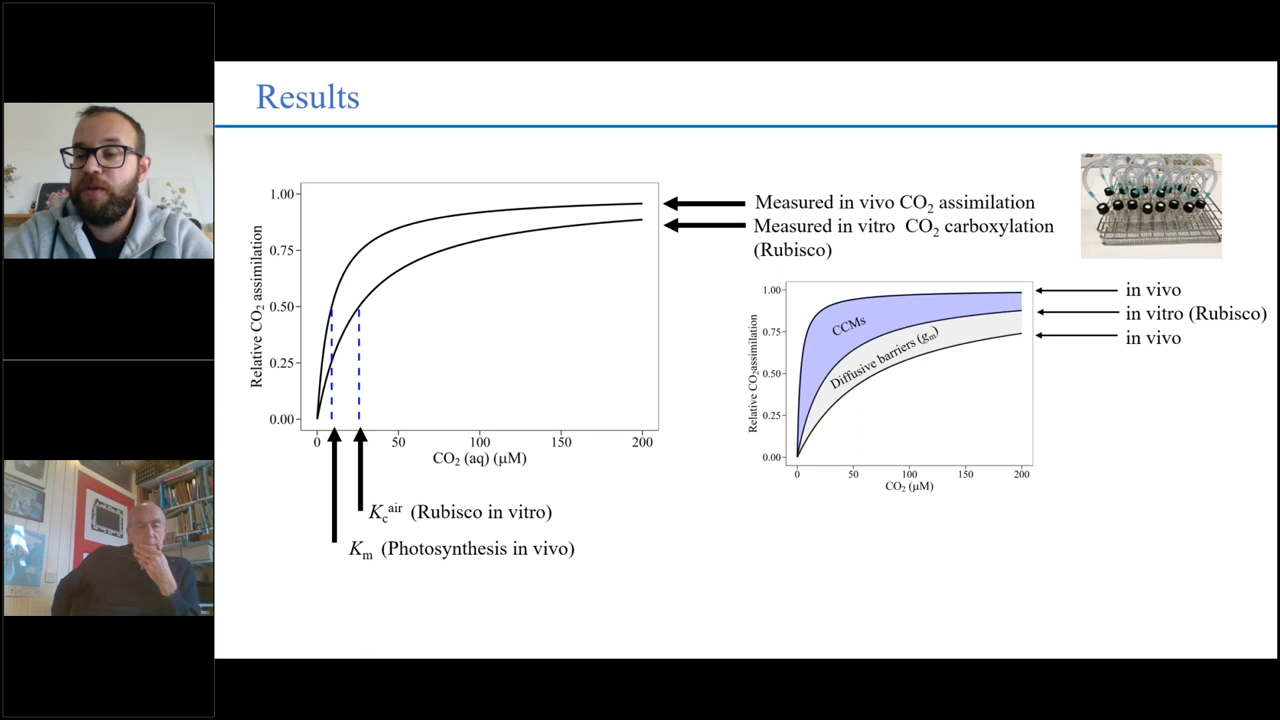 Results
1.00
0.75
0.50
0.25
0.00
Relative CO2 assimilation
0
50
100
150
200
CO2 (aq) (µM)
Kc air (Rubisco in vitro)
Km (Photosynthesis in vivo)
Measured in vivo CO2 assimilation
Measured in vitro CO2 carboxylation
(Rubisco)
1.00
0.75
0.50
0.25
0.00
Relative CO2 assimilation
CCMs
Diffusive barriers (gm)
0
50
100
150
200
CO2 (µM)
in vivo
in vitro (Rubisco)
in vivo